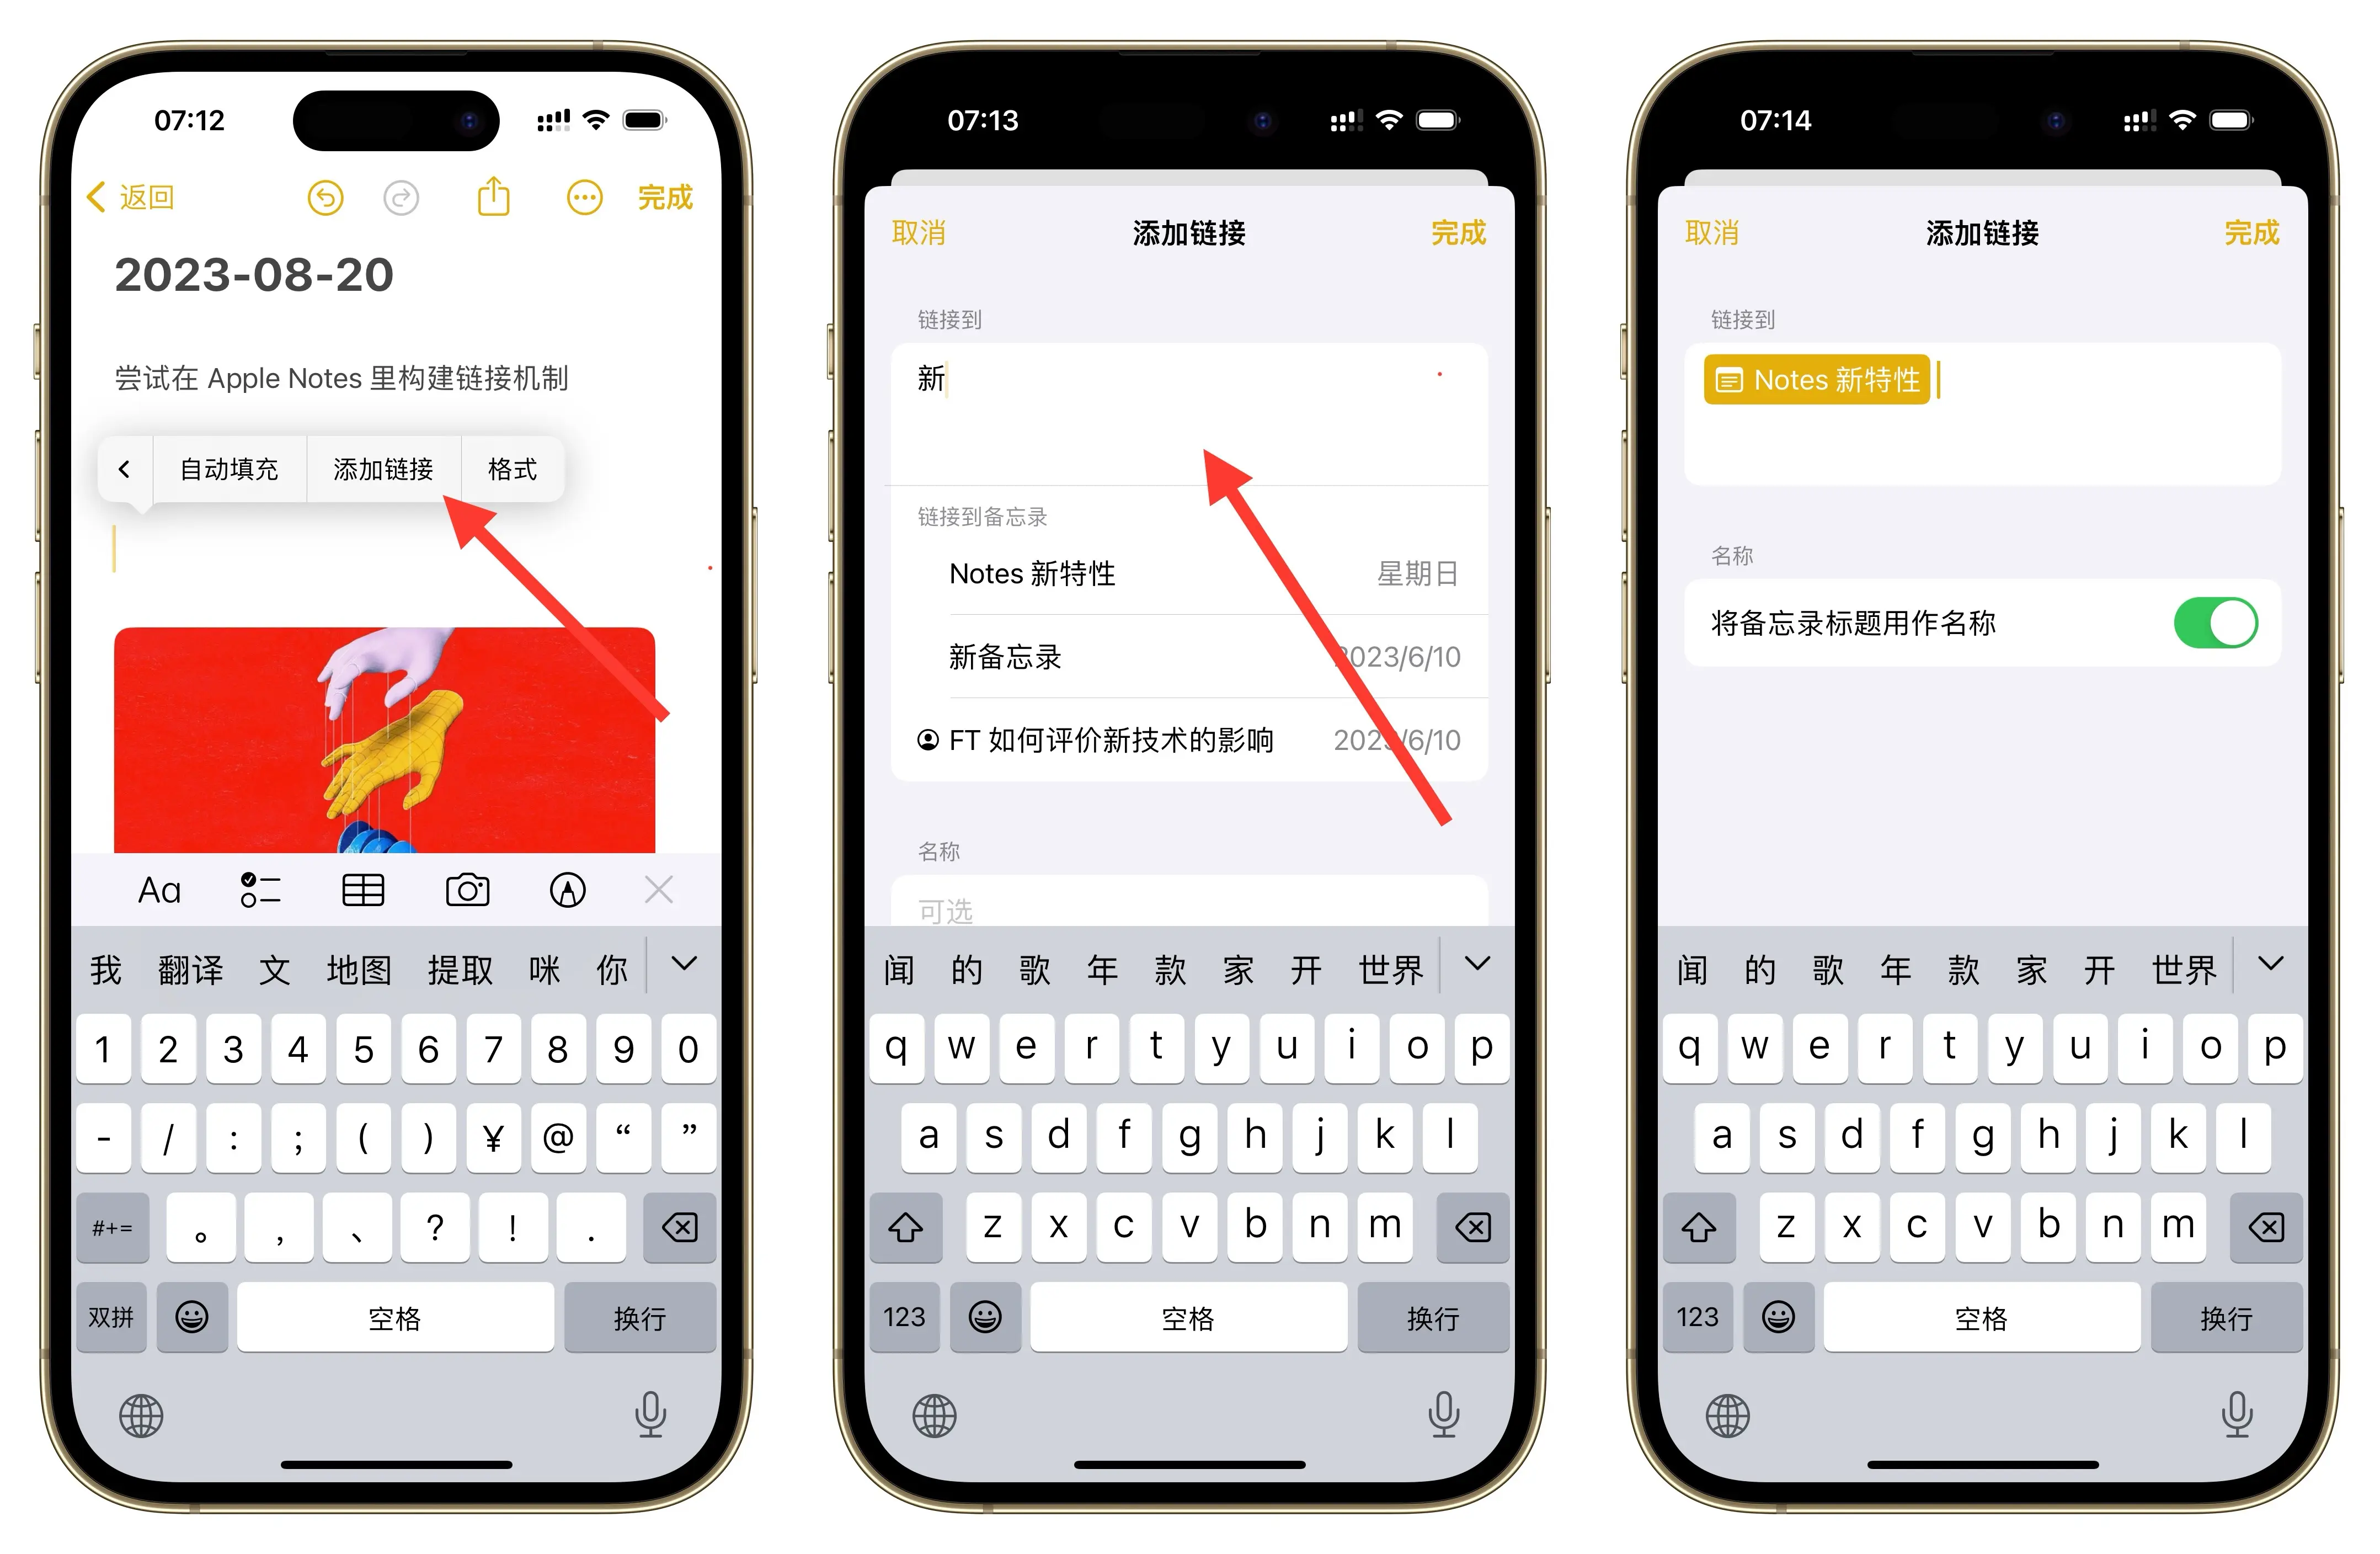 07:12
返回
完成
2023-08-20
尝试在 Apple Notes 里构建链接机制
自动填充 添加链接 格式
Aa
我 翻译 文 地图 提取 咪 你
1 2 3 4 5 6 7 8 9 0
- / : ; ( ) ¥ @ “ ”
#+= 。 , 、 ? ! .
双拼 空格 换行
07:13
取消 添加链接 完成
链接到
新
链接到备忘录
Notes 新特性 星期日
新备忘录 2023/6/10
FT 如何评价新技术的影响 2023/6/10
名称
可选
闻 的 歌 年 款 家 开 世界
q w e r t y u i o p
a s d f g h j k l
z x c v b n m
123 空格 换行
07:14
取消 添加链接 完成
链接到
Notes 新特性
名称
将备忘录标题用作名称
闻 的 歌 年 款 家 开 世界
q w e r t y u i o p
a s d f g h j k l
z x c v b n m
123 空格 换行